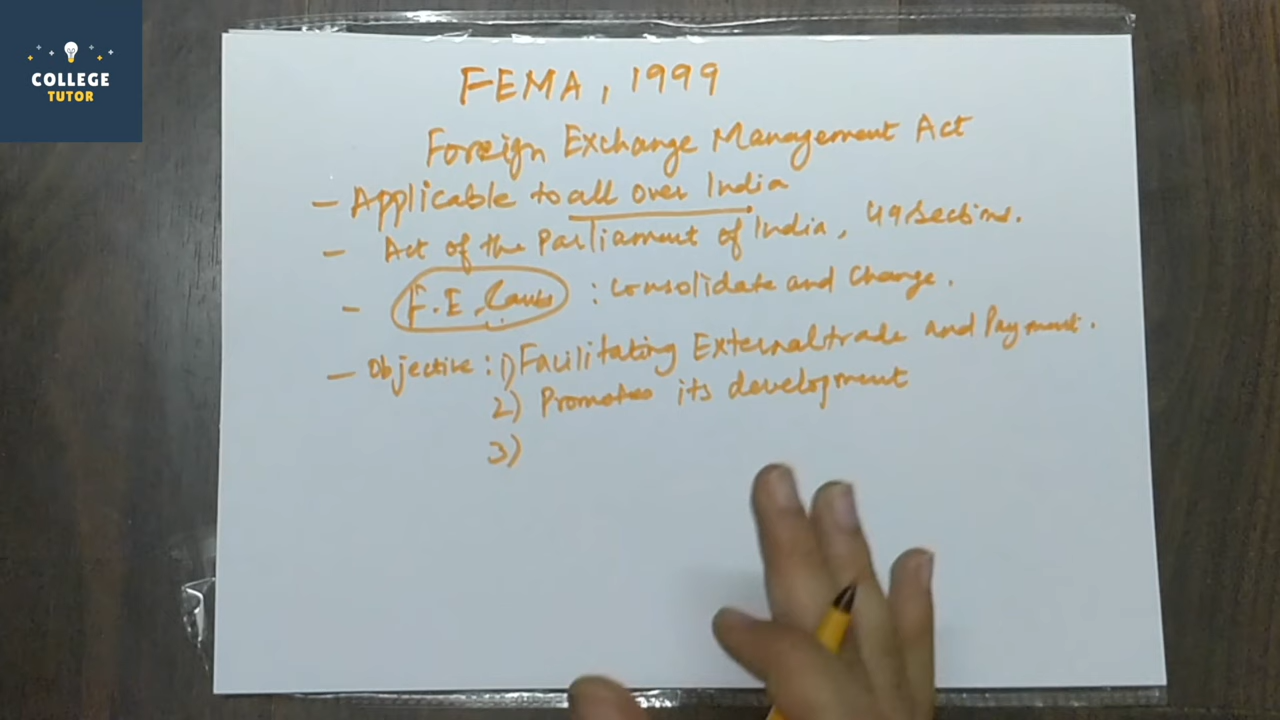 COLLEGE
TUTOR
FEMA, 1999
Foreign Exchange Management Act
- Applicable to all over India
- Act of the Parliament of India, 49 Sections.
- F.E. Laws : Consolidate and Change.
- Objective : 1) Facilitating External trade and Payment.
2) Promotes its development
3)